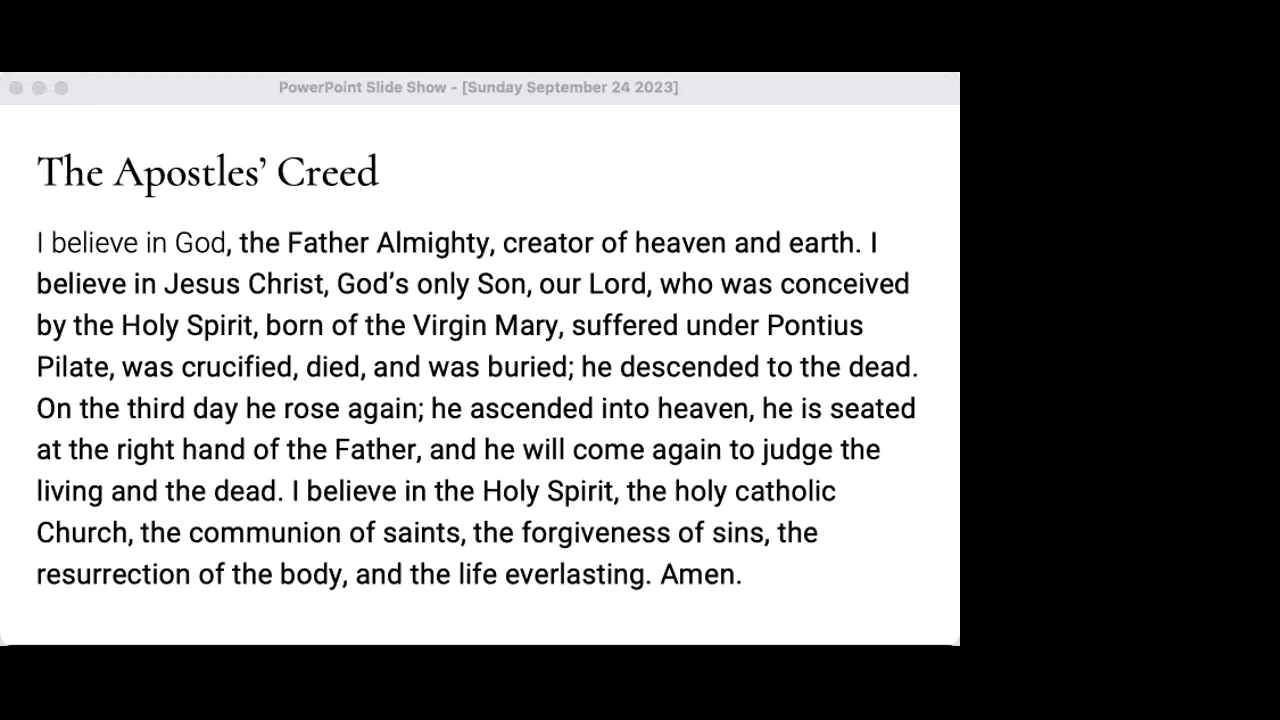 PowerPoint Slide Show - [Sunday September 24 2023]
The Apostles’ Creed
I believe in God, the Father Almighty, creator of heaven and earth. I
believe in Jesus Christ, God’s only Son, our Lord, who was conceived
by the Holy Spirit, born of the Virgin Mary, suffered under Pontius
Pilate, was crucified, died, and was buried; he descended to the dead.
On the third day he rose again; he ascended into heaven, he is seated
at the right hand of the Father, and he will come again to judge the
living and the dead. I believe in the Holy Spirit, the holy catholic
Church, the communion of saints, the forgiveness of sins, the
resurrection of the body, and the life everlasting. Amen.